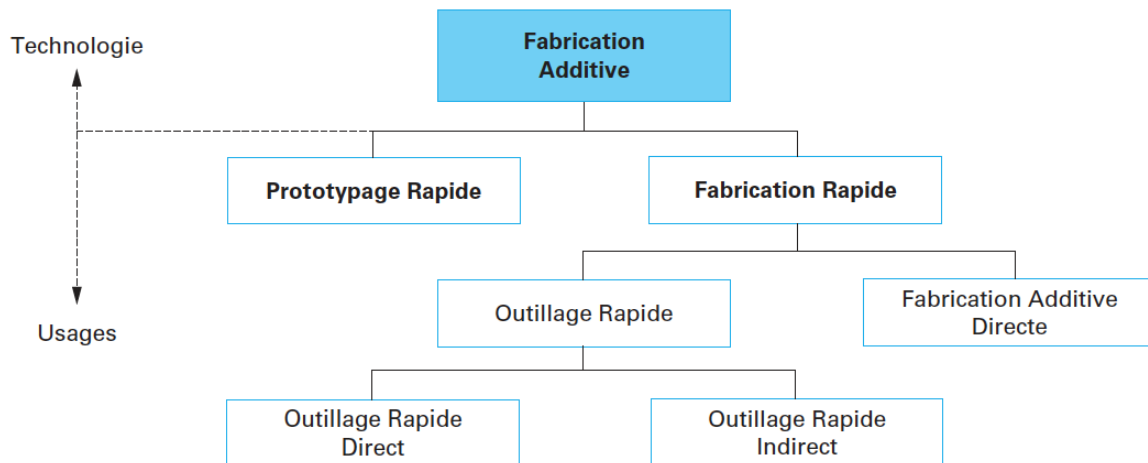 Technologie
Fabrication
Additive
Prototypage Rapide
Fabrication Rapide
Outillage Rapide
Fabrication Additive
Directe
Usages
Outillage Rapide
Direct
Outillage Rapide
Indirect